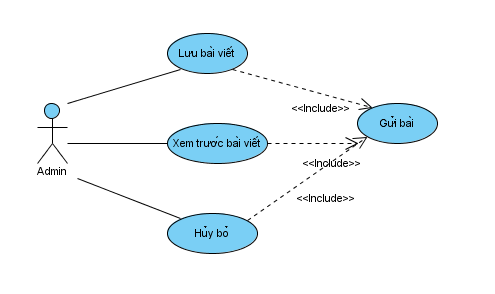 Lưu bài viết
<<Include>>
Gửi bài
Xem trước bài viết
<<Include>>
Admin
<<Include>>
Hủy bỏ